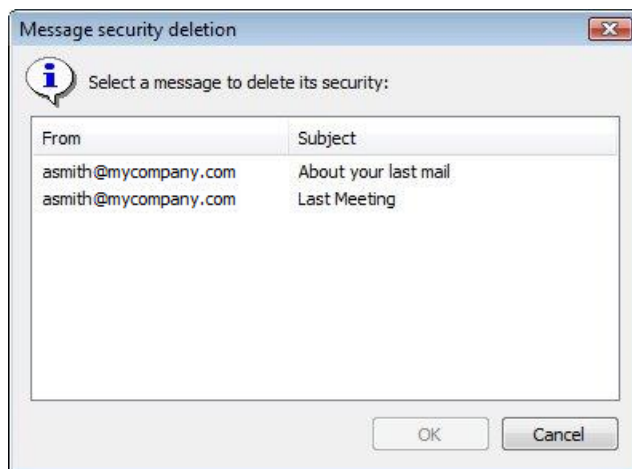 Message security deletion
Select a message to delete its security:
From Subject
asmith@mycompany.com About your last mail
asmith@mycompany.com Last Meeting
OK Cancel